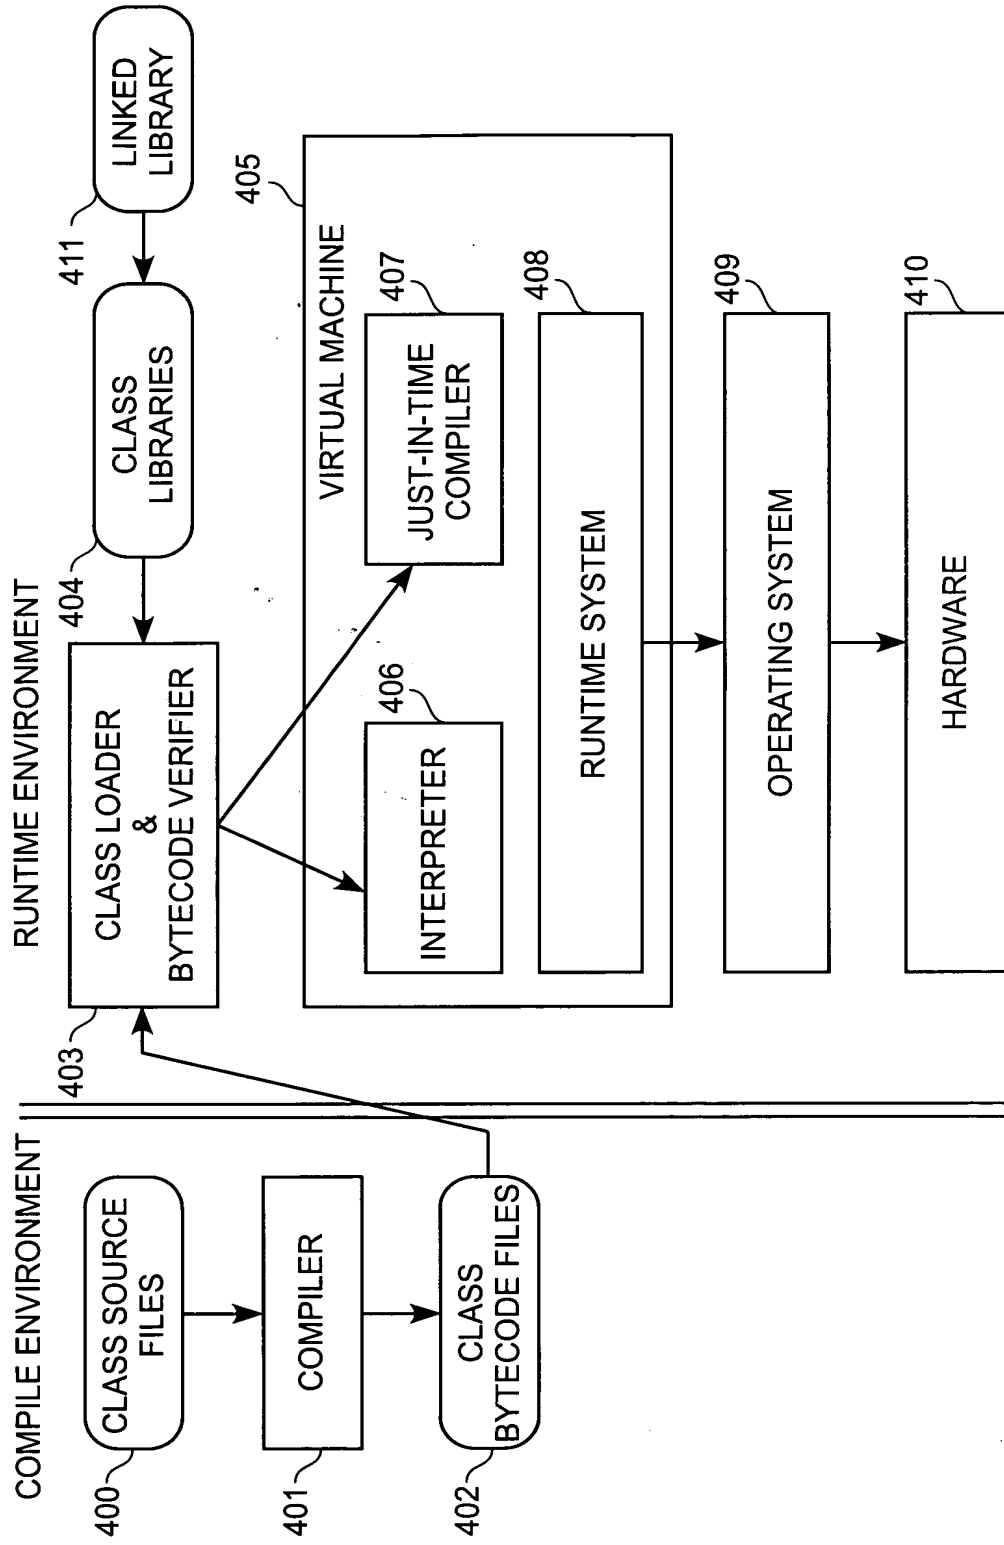 COMPILE ENVIRONMENT
400
CLASS SOURCE
FILES
401
COMPILER
402
CLASS
BYTECODE FILES
RUNTIME ENVIRONMENT
403
CLASS LOADER
&
BYTECODE VERIFIER
404
CLASS
LIBRARIES
411
LINKED
LIBRARY
405
VIRTUAL MACHINE
406
INTERPRETER
407
JUST-IN-TIME
COMPILER
408
RUNTIME SYSTEM
409
OPERATING SYSTEM
410
HARDWARE